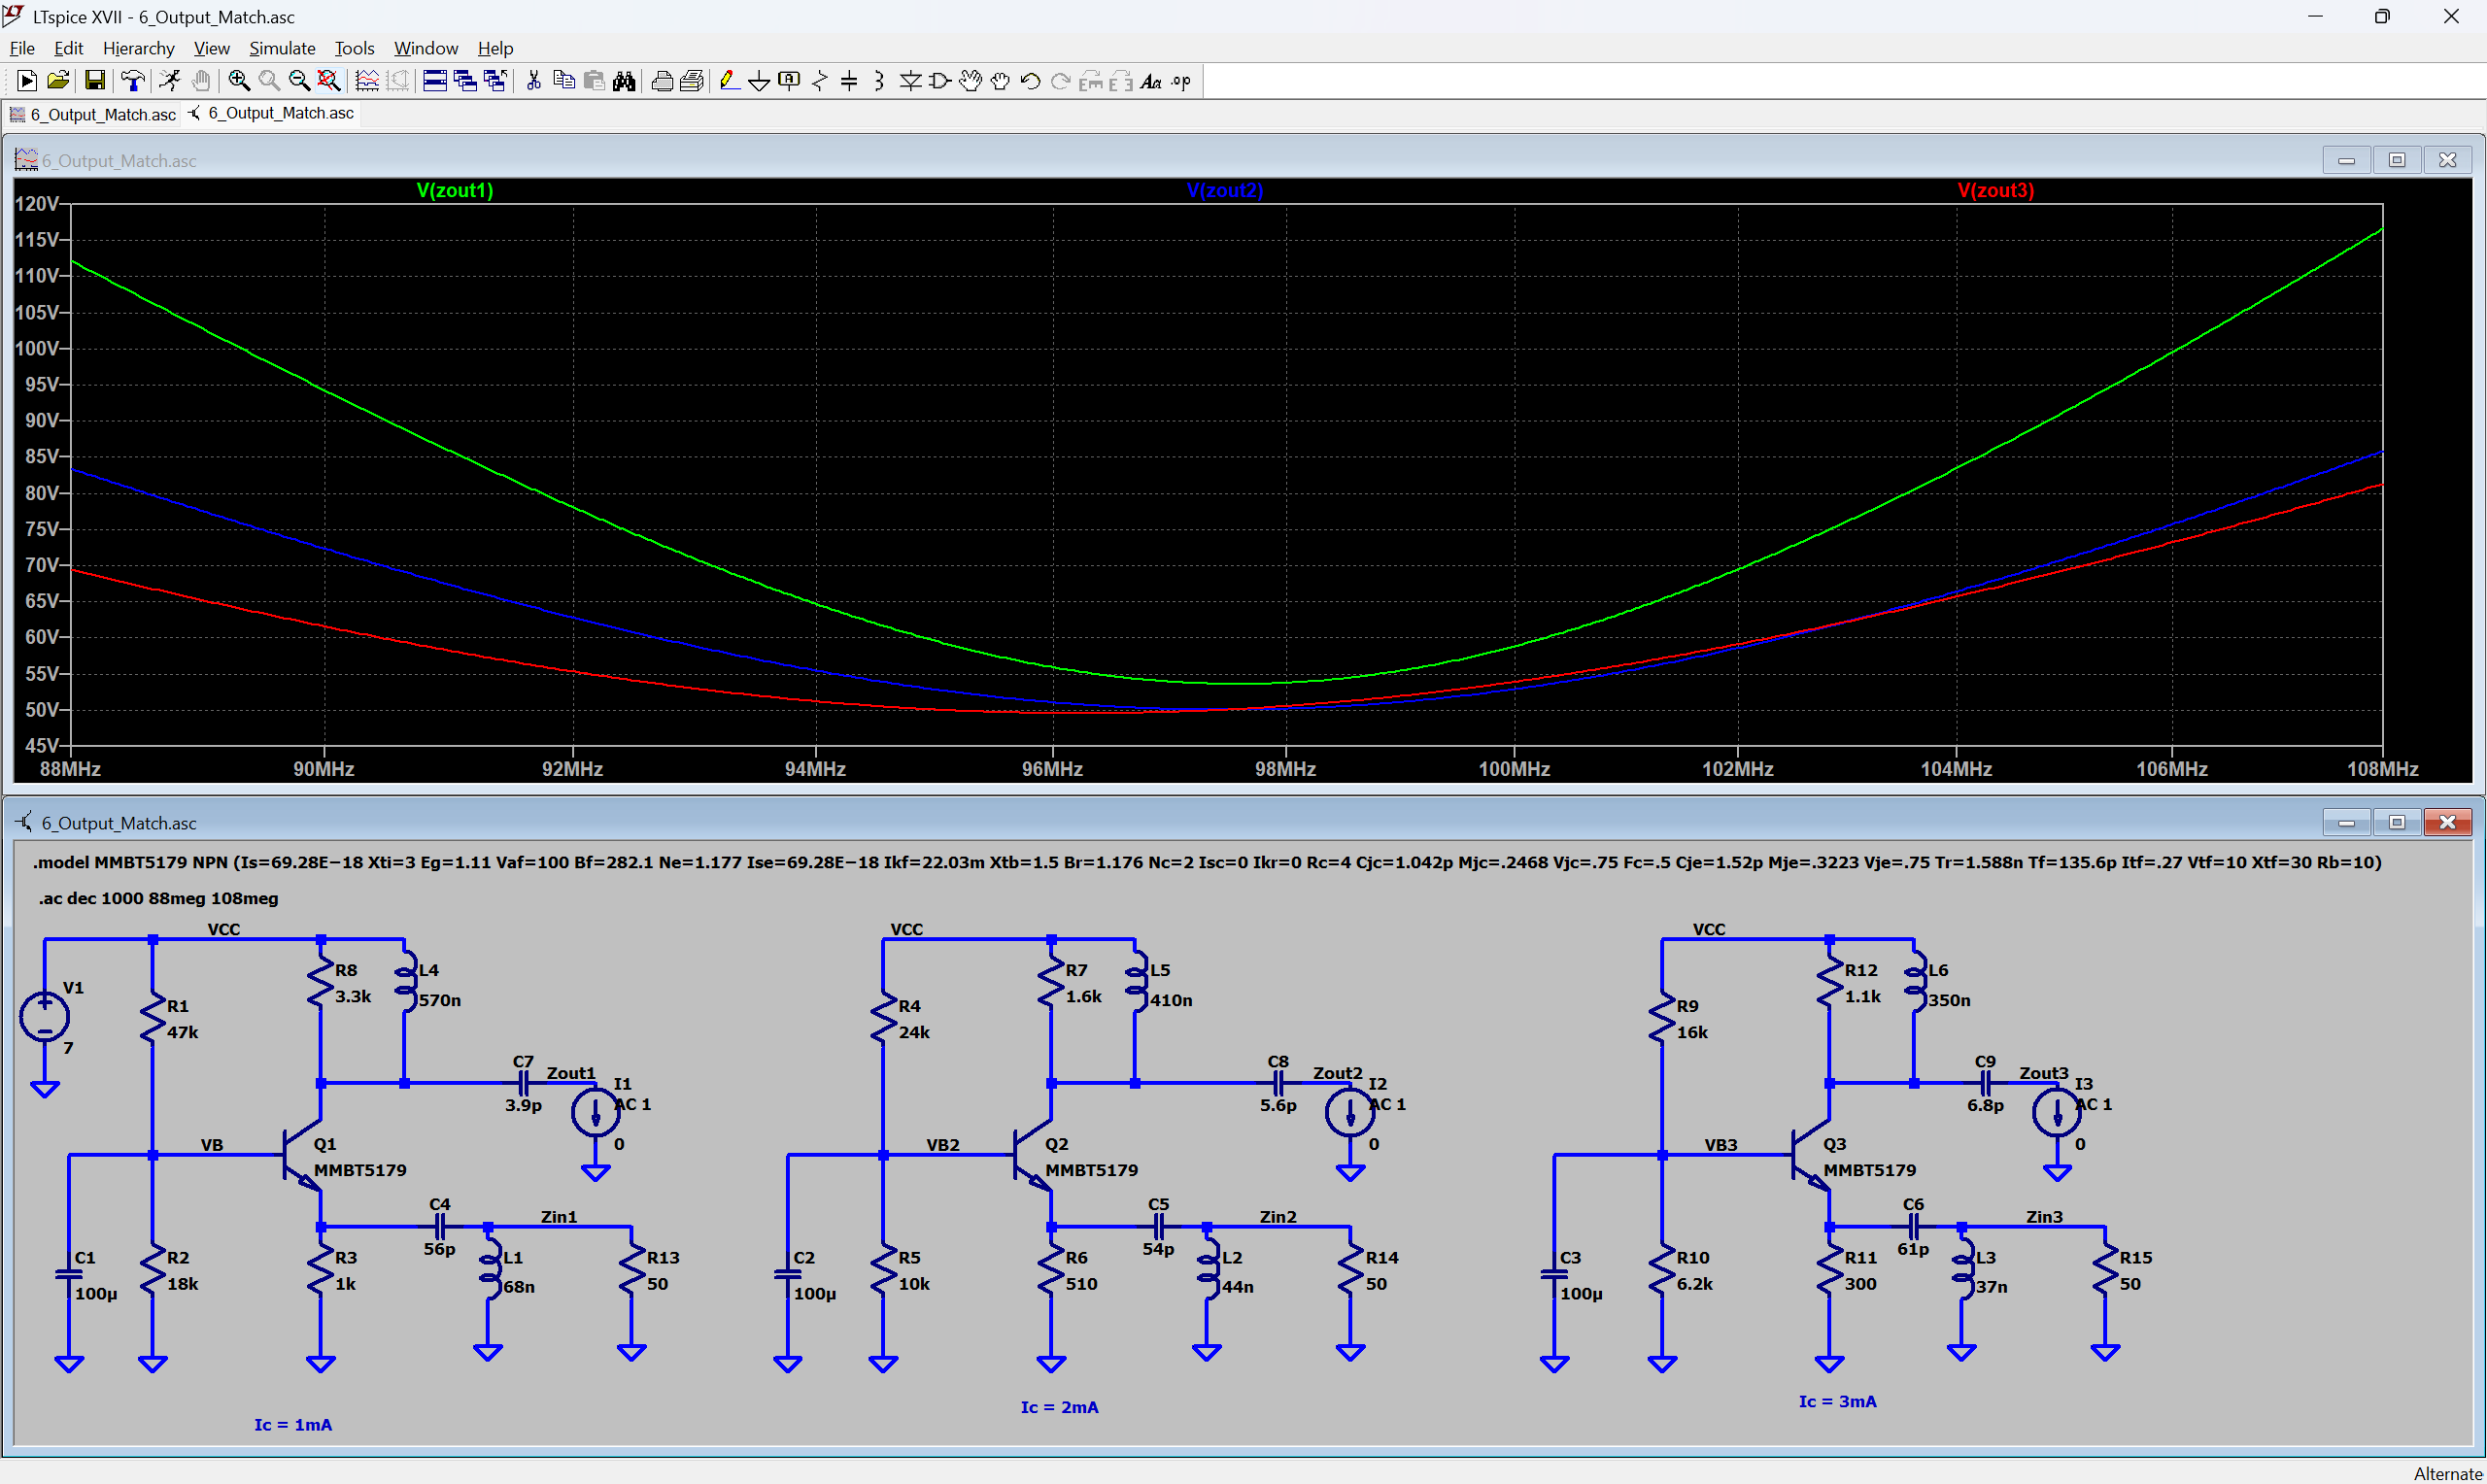 LTspice XVII - 6_Output_Match.asc
File Edit Hierarchy View Simulate Tools Window Help
6_Output_Match.asc 6_Output_Match.asc
6_Output_Match.asc
V(zout1) V(zout2) V(zout3)
120V
115V
110V
105V
100V
95V
90V
85V
80V
75V
70V
65V
60V
55V
50V
45V
88MHz 90MHz 92MHz 94MHz 96MHz 98MHz 100MHz 102MHz 104MHz 106MHz 108MHz
6_Output_Match.asc
.model MMBT5179 NPN (Is=69.28E−18 Xti=3 Eg=1.11 Vaf=100 Bf=282.1 Ne=1.177 Ise=69.28E−18 Ikf=22.03m Xtb=1.5 Br=1.176 Nc=2 Isc=0 Ikr=0 Rc=4 Cjc=1.042p Mjc=.2468 Vjc=.75 Fc=.5 Cje=1.52p Mje=.3223 Vje=.75 Tr=1.588n Tf=135.6p Itf=.27 Vtf=10 Xtf=30 Rb=10)
.ac dec 1000 88meg 108meg
VCC VCC VCC
R8 L4 R7 L5 R12 L6
V1
3.3k 570n 1.6k 410n 1.1k 350n
R1 R4 R9
47k 24k 16k
7
C7 C8 C9
Zout1 Zout2 Zout3
I1 I2 I3
3.9p AC 1 5.6p AC 1 6.8p AC 1
VB Q1 0 VB2 Q2 0 VB3 Q3 0
MMBT5179 MMBT5179 MMBT5179
C4 C5 C6
Zin1 Zin2 Zin3
56p 54p 61p
C1 R2 R3 L1 R13 C2 R5 R6 L2 R14 C3 R10 R11 L3 R15
100µ 18k 1k 68n 50 100µ 10k 510 44n 50 100µ 6.2k 300 37n 50
Ic = 1mA Ic = 2mA Ic = 3mA
Alternate